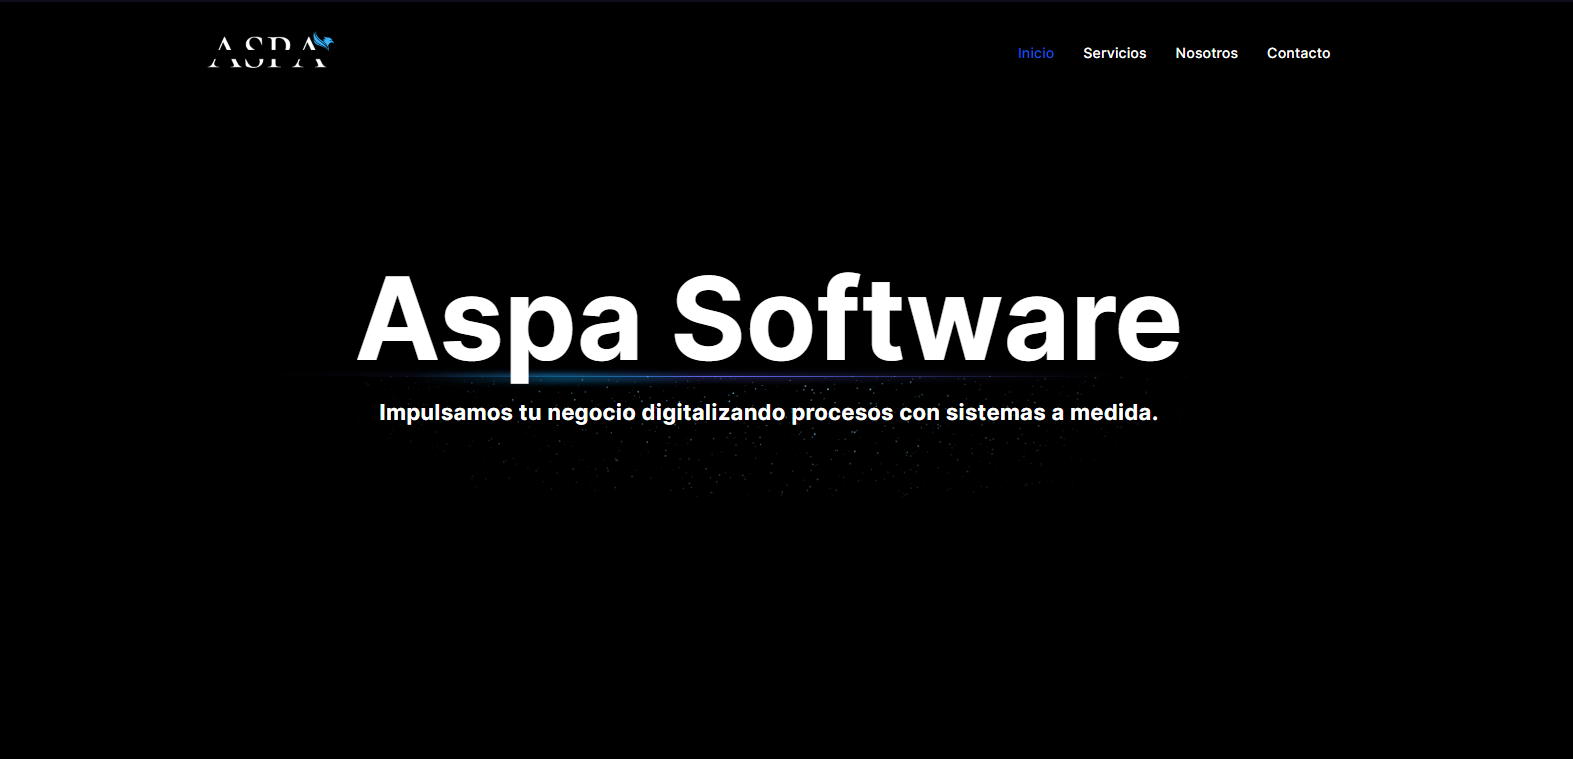 ASPA
Inicio Servicios Nosotros Contacto
Aspa Software
Impulsamos tu negocio digitalizando procesos con sistemas a medida.